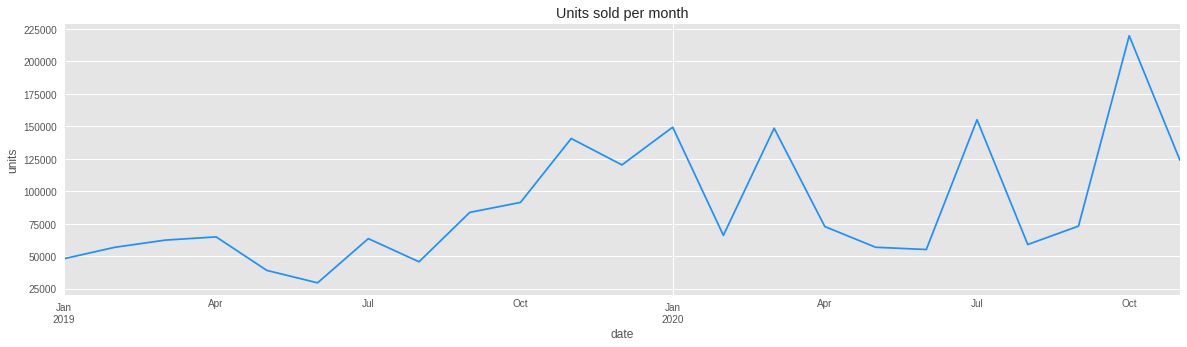 Units sold per month
225000
200000
175000
150000
125000
100000
75000
50000
25000
units
Jan Apr Jul Oct Jan Apr Jul Oct
2019 2020
date